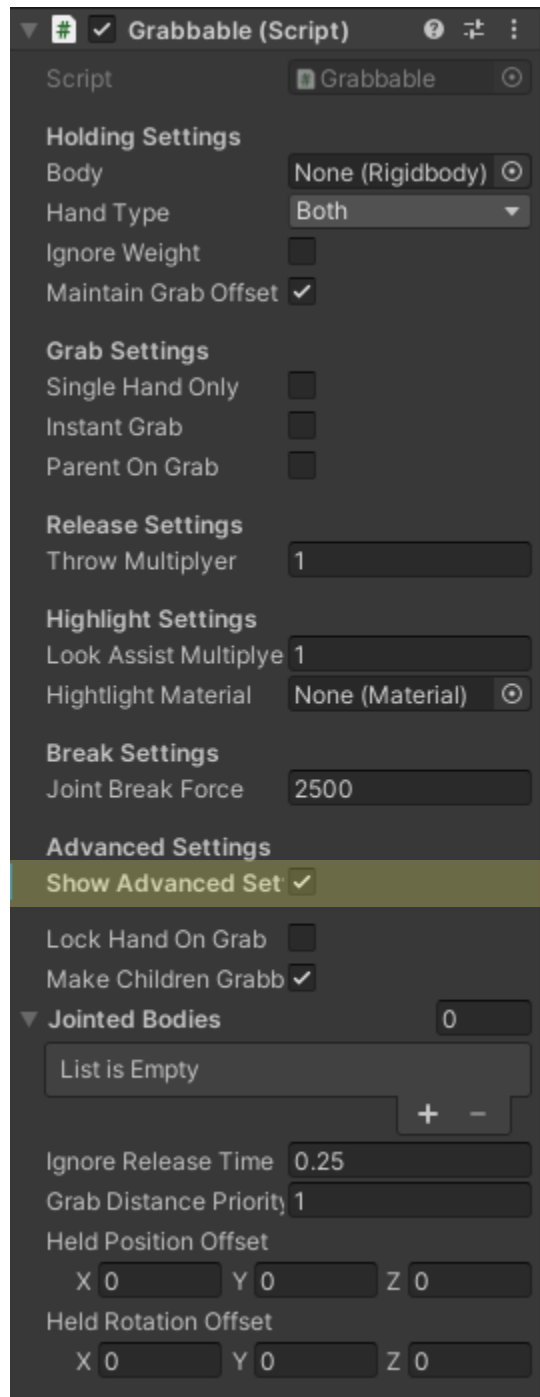 # Grabbable (Script)
Script Grabbable
Holding Settings
Body None (Rigidbody)
Hand Type Both
Ignore Weight
Maintain Grab Offset
Grab Settings
Single Hand Only
Instant Grab
Parent On Grab
Release Settings
Throw Multiplyer 1
Highlight Settings
Look Assist Multiplye 1
Hightlight Material None (Material)
Break Settings
Joint Break Force 2500
Advanced Settings
Show Advanced Set
Lock Hand On Grab
Make Children Grabb
Jointed Bodies 0
List is Empty
+ −
Ignore Release Time 0.25
Grab Distance Priority 1
Held Position Offset
X 0 Y 0 Z 0
Held Rotation Offset
X 0 Y 0 Z 0